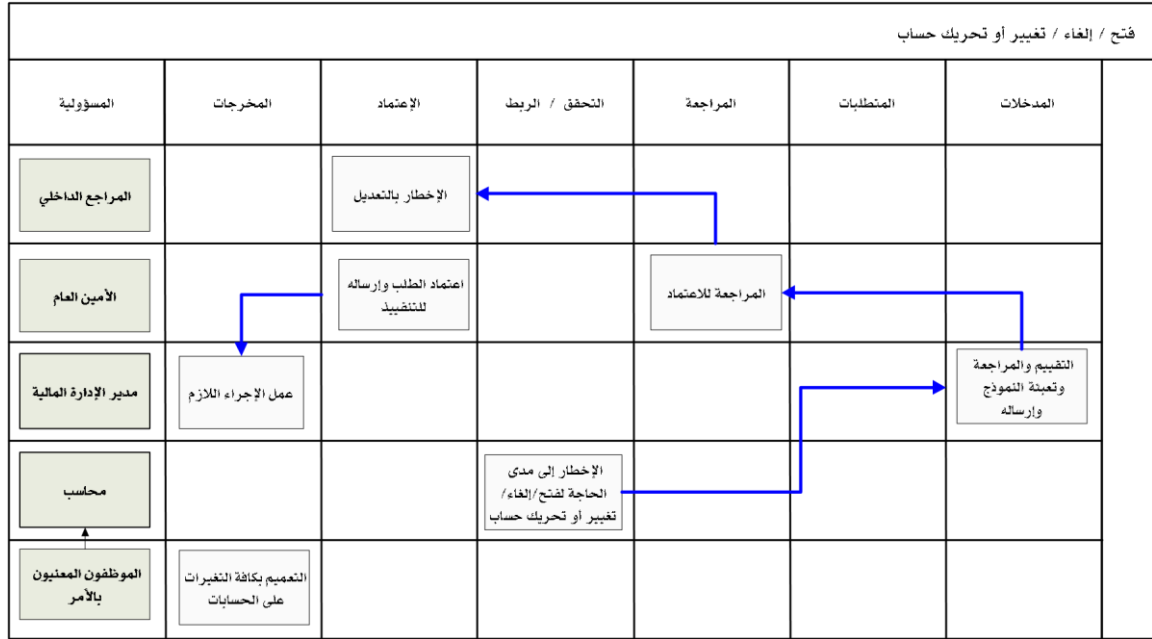 فتح / إلغاء / تغيير أو تحريك حساب
المدخلات
المتطلبات
المراجعة
التحقق / الربط
الإعتماد
المخرجات
المسؤولية
الإخطار بالتعديل
المراجع الداخلي
المراجعة للاعتماد
اعتماد الطلب وإرساله
للتنفييذ
الأمين العام
التقييم والمراجعة
وتعبئة النموذج
وإرساله
عمل الإجراء اللازم
مدير الإدارة المالية
الإخطار إلى مدى
الحاجة لفتح/إلغاء/
تغيير أو تحريك حساب
محاسب
التعميم بكافة التغيرات
على الحسابات
الموظفون المعنيون
بالأمر